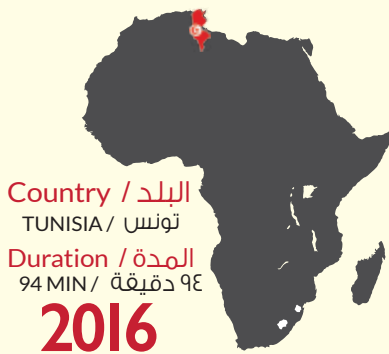 Country / البلد
TUNISIA / تونس
Duration / المدة
94 MIN / ٩٤ دقيقة
2016